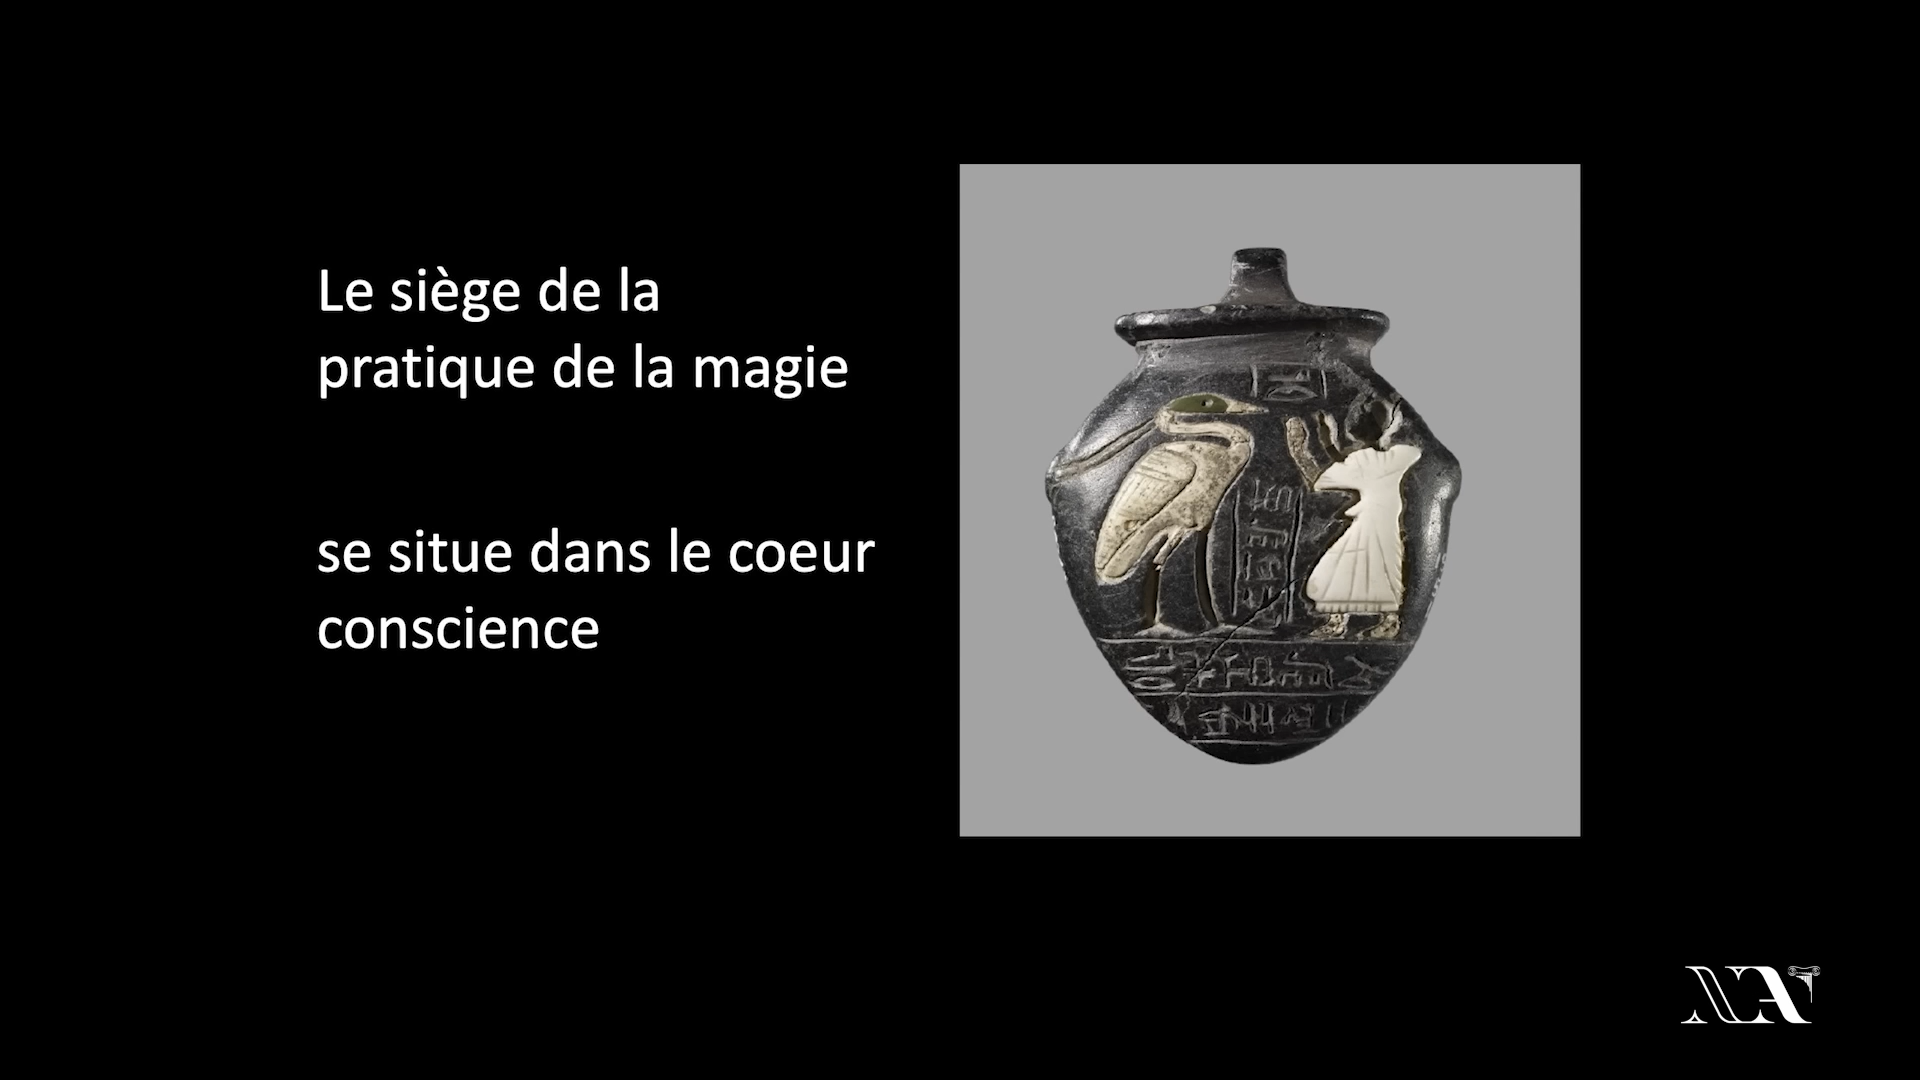 Le siège de la
pratique de la magie
se situe dans le coeur
conscience